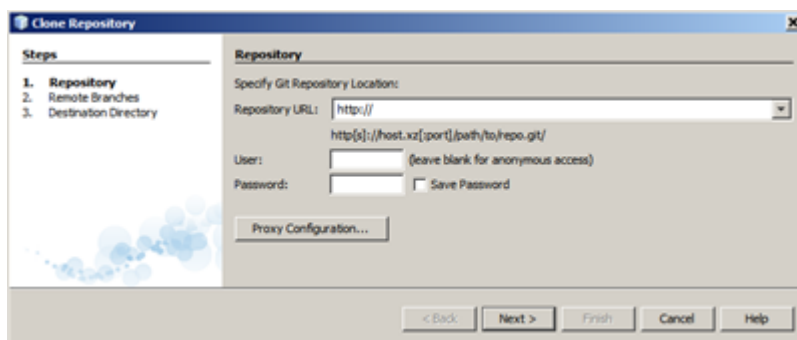 Clone Repository
Steps
1. Repository
2. Remote Branches
3. Destination Directory
Repository
Specify Git Repository Location:
Repository URL: http://
http[s]://host.xz[:port]/path/to/repo.git/
User: (leave blank for anonymous access)
Password: Save Password
Proxy Configuration...
< Back Next > Finish Cancel Help